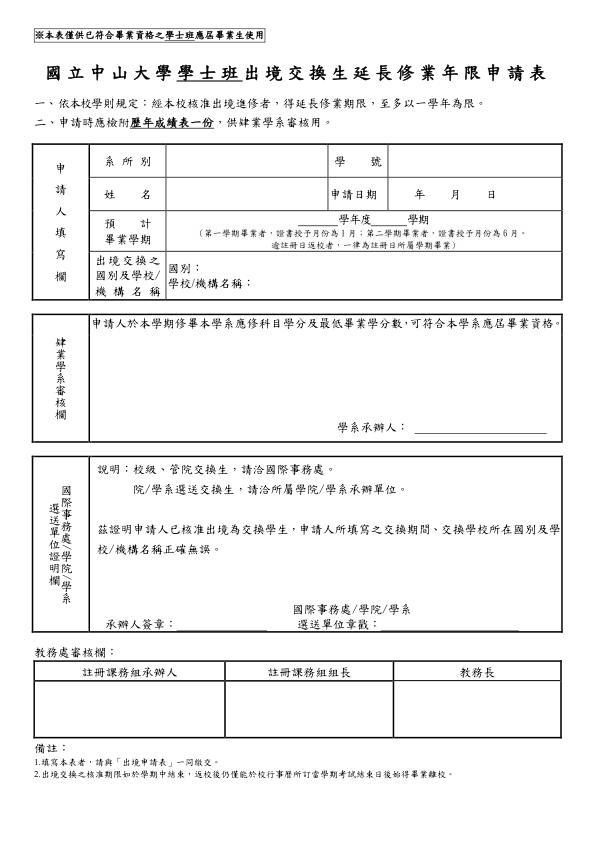 ※本表僅供已符合畢業資格之學士班應屆畢業生使用
國立中山大學學士班出境交換生延長修業年限申請表
一、依本校學則規定：經本校核准出境進修者，得延長修業期限，至多以一學年為限。
二、申請時應檢附歷年成績表一份，供肄業學系審核用。
申請人填寫欄
系所別
學號
姓名
申請日期
年 月 日
預計
畢業學期
______學年度______學期
（第一學期畢業者，證書授予月份為1月；第二學期畢業者，證書授予月份為6月。
逾註冊日返校者，一律為註冊日所屬學期畢業）
出境交換之
國別及學校/
機構名稱
國別：
學校/機構名稱：
肄業學系審核欄
申請人於本學期修畢本學系應修科目學分及最低畢業學分數，可符合本學系應屆畢業資格。
學系承辦人：____________________
國際事務處/學院/學系
選送單位證明欄
說明：校級、管院交換生，請洽國際事務處。
院/學系選送交換生，請洽所屬學院/學系承辦單位。
茲證明申請人已核准出境為交換學生，申請人所填寫之交換期間、交換學校所在國別及學
校/機構名稱正確無誤。
國際事務處/學院/學系
承辦人簽章：______________ 選送單位章戳：____________________
教務處審核欄：
註冊課務組承辦人
註冊課務組組長
教務長
備註：
1.填寫本表者，請與「出境申請表」一同繳交。
2.出境交換之核准期限如於學期中結束，返校後仍僅能於校行事曆所訂當學期考試結束日後始得畢業離校。